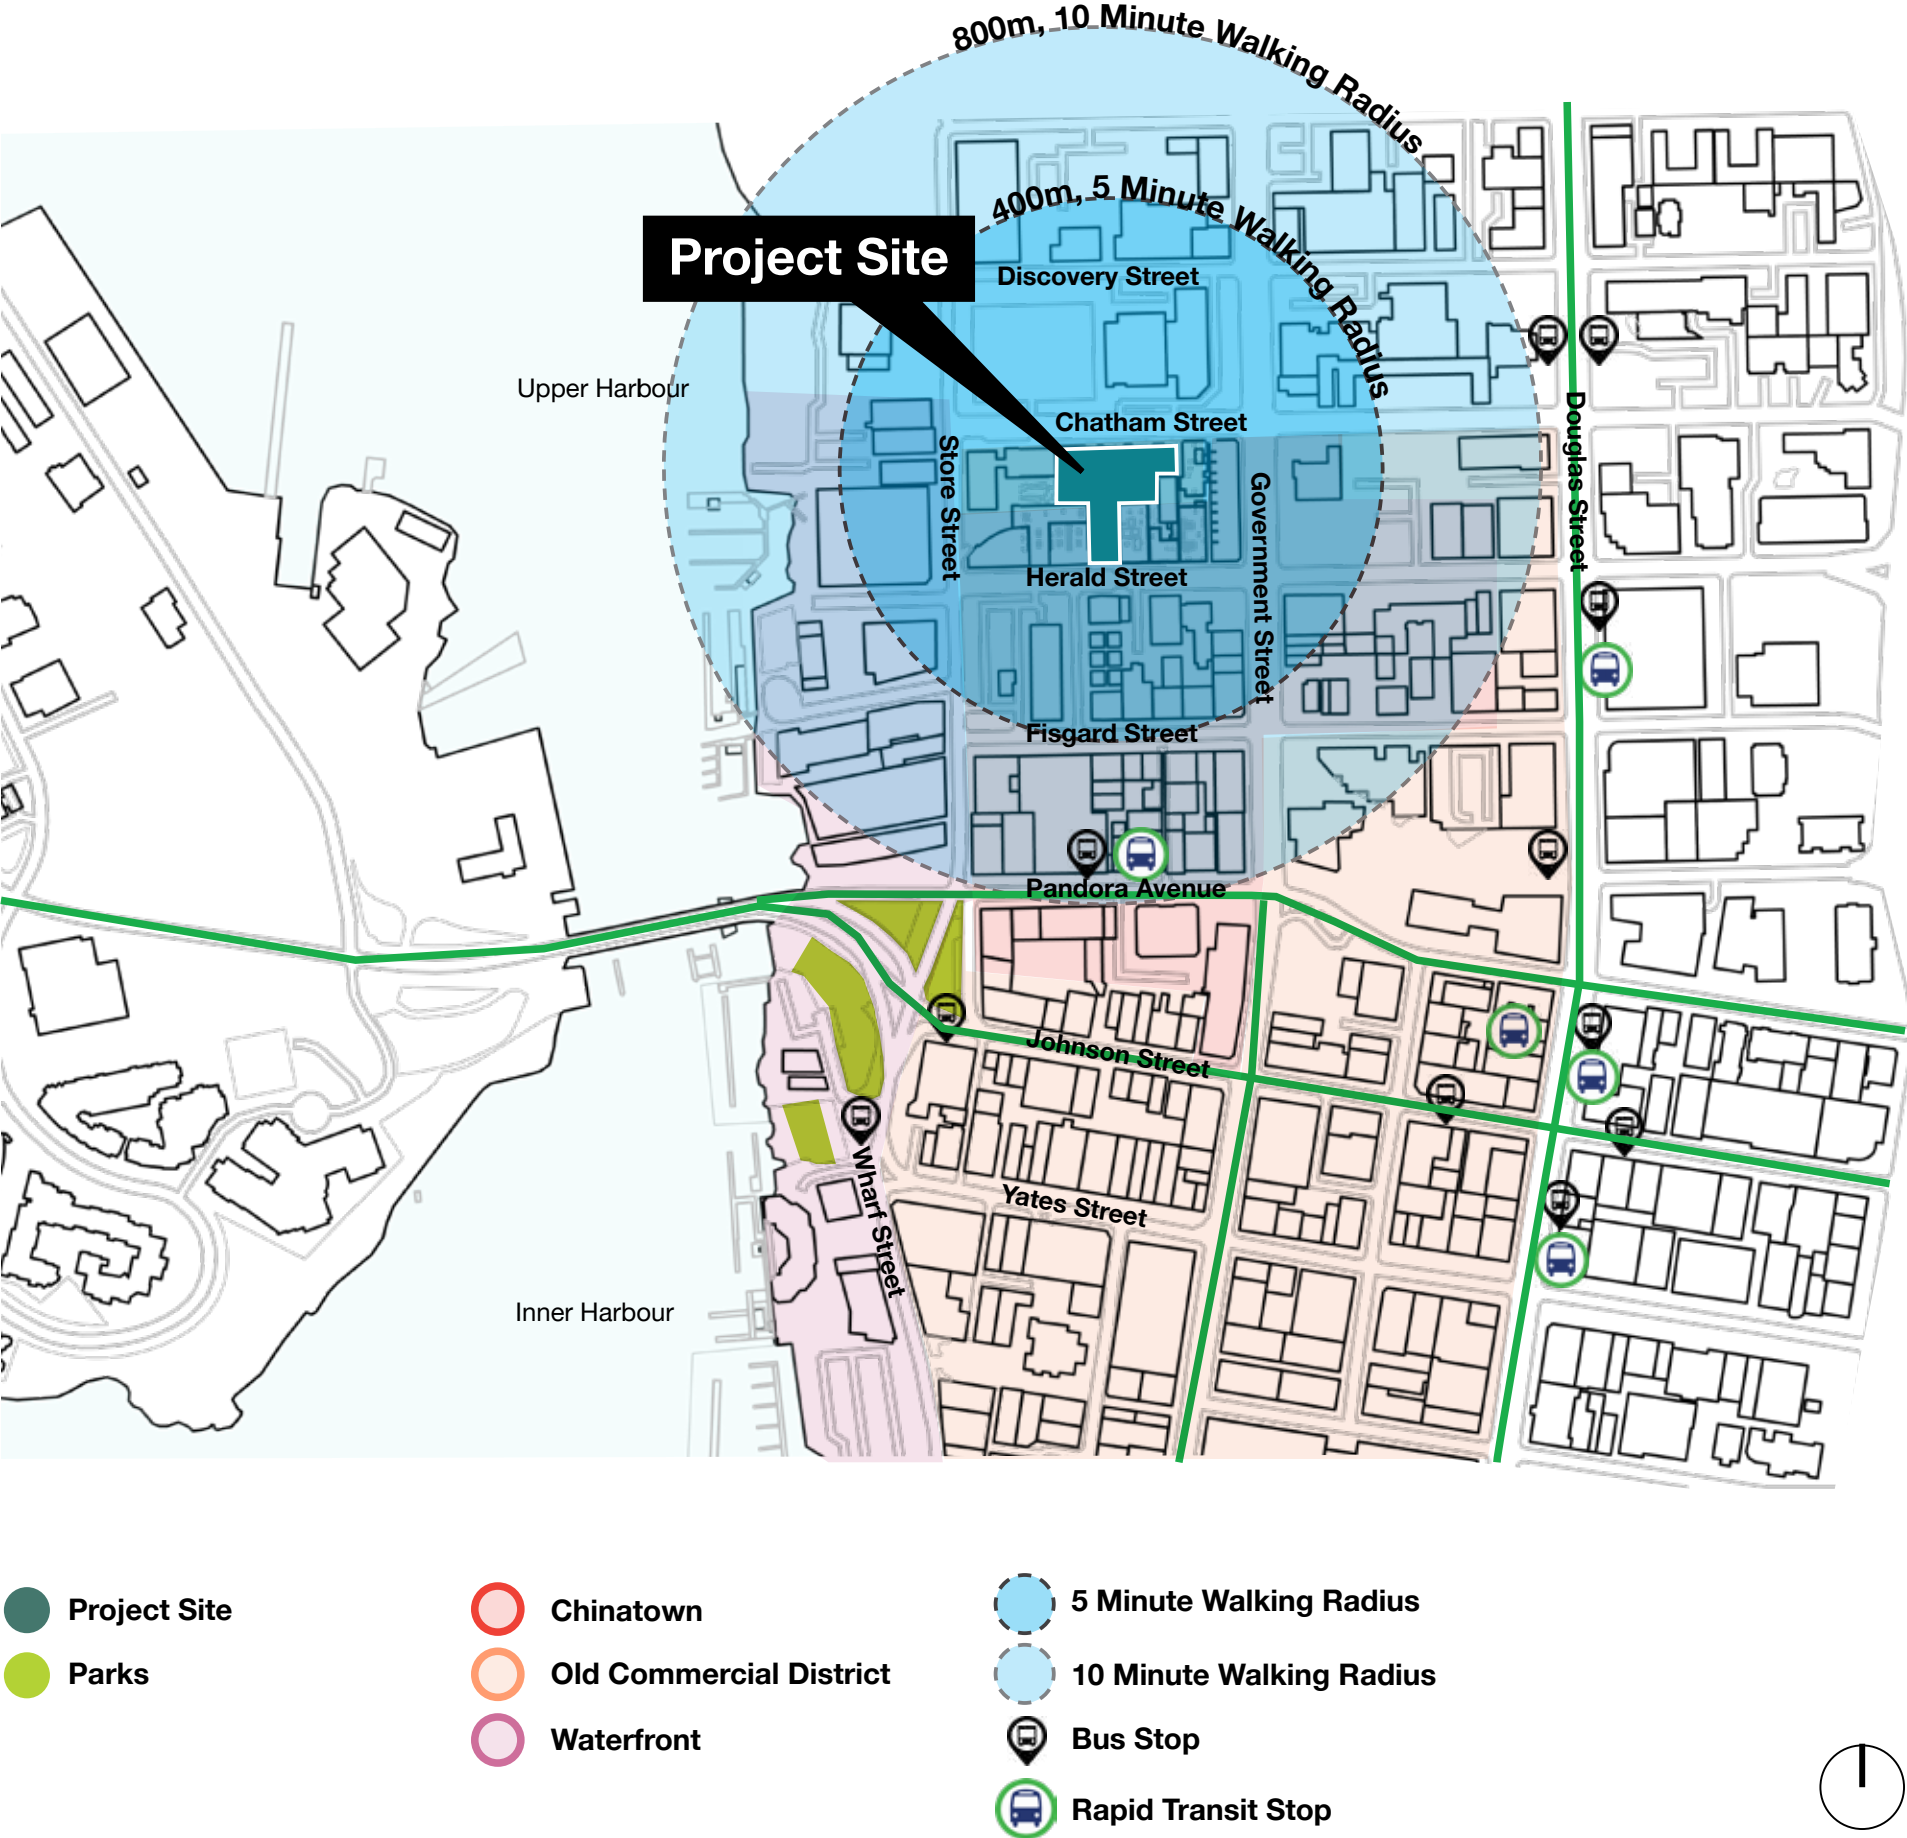 800m, 10 Minute Walking Radius
400m, 5 Minute Walking Radius
Project Site
Discovery Street
Upper Harbour
Chatham Street
Douglas Street
Store Street
Government Street
Herald Street
Fisgard Street
Pandora Avenue
Johnson Street
Yates Street
Wharf Street
Inner Harbour
Project Site
Parks
Chinatown
Old Commercial District
Waterfront
5 Minute Walking Radius
10 Minute Walking Radius
Bus Stop
Rapid Transit Stop